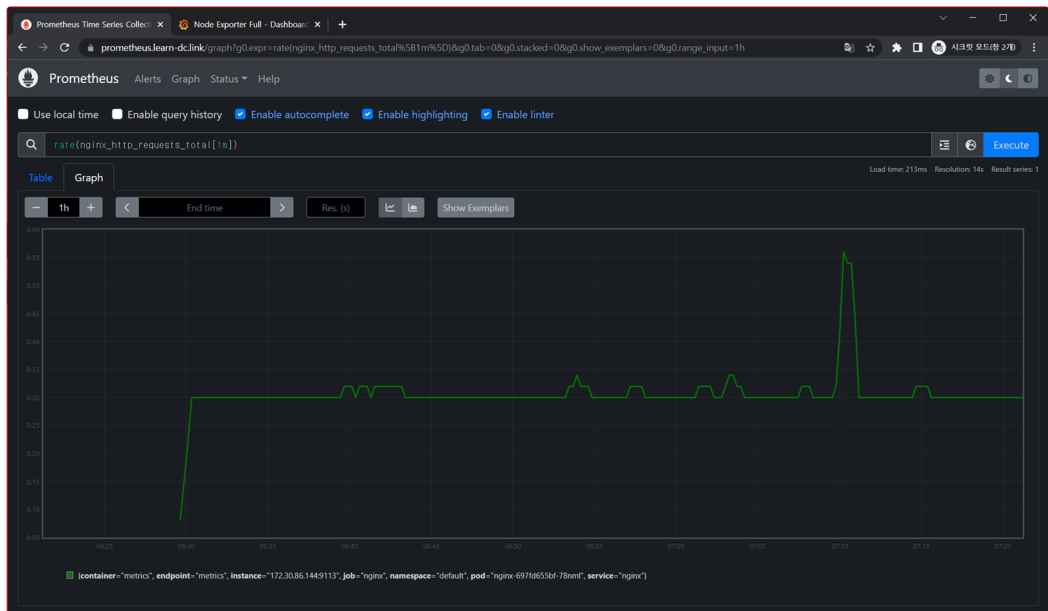 Prometheus Time Series Collect
Node Exporter Full - Dashboard
prometheus.learn-dc.link/graph?g0.expr=rate(nginx_http_requests_total%5B1m%5D)&g0.tab=0&g0.stacked=0&g0.show_exemplars=0&g0.range_input=1h
시크릿 모드(창 2개)
Prometheus Alerts Graph Status Help
Use local time Enable query history Enable autocomplete Enable highlighting Enable linter
rate(nginx_http_requests_total[1m]) Execute
Load time: 213ms Resolution: 14s Result series: 1
Table Graph
1h End time Res. (s) Show Exemplars
0.60
0.55
0.50
0.45
0.40
0.35
0.30
0.25
0.20
0.15
0.10
0.05
06:25 06:30 06:35 06:40 06:45 06:50 06:55 07:00 07:05 07:10 07:15 07:20
{container="metrics", endpoint="metrics", instance="172.30.86.144:9113", job="nginx", namespace="default", pod="nginx-697fd655bf-78nml", service="nginx"}